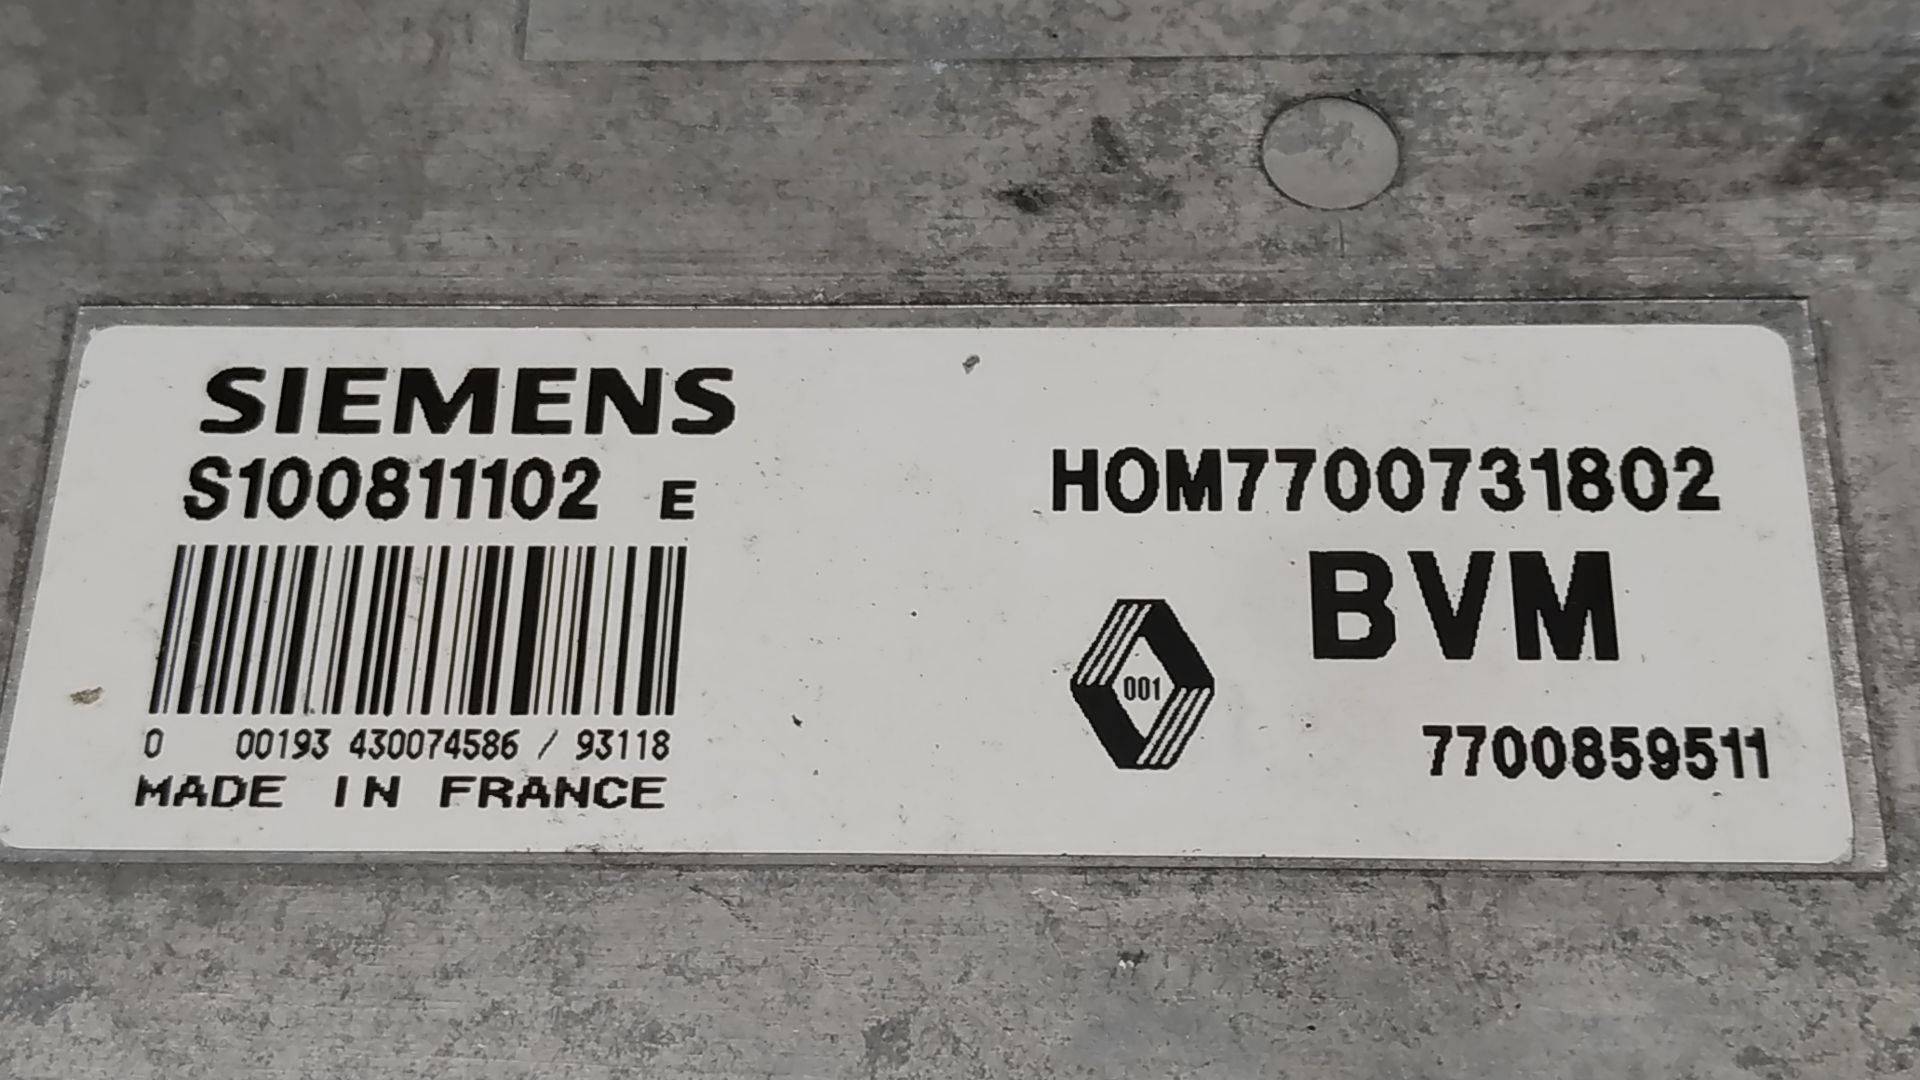 SIEMENS
S100811102 E
0 00193 430074586 / 93118
MADE IN FRANCE
HOM7700731802
BVM
001
7700859511